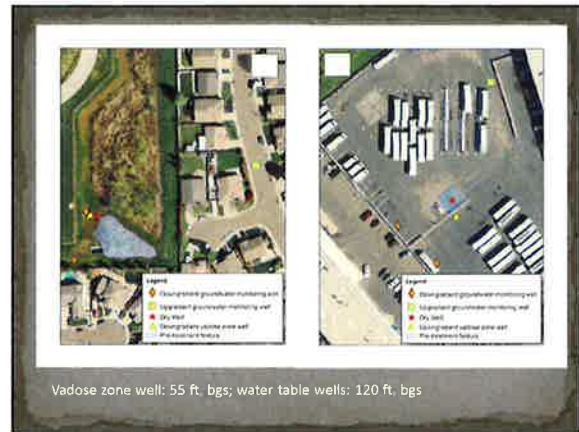 Legend
Downgradient groundwater monitoring well
Upgradient groundwater monitoring well
Dry Well
Downgradient vadose zone well
Pre-treatment feature
Legend
Downgradient groundwater monitoring well
Upgradient groundwater monitoring well
Dry Well
Downgradient vadose zone well
Pre-treatment feature
Vadose zone well: 55 ft. bgs; water table wells: 120 ft. bgs